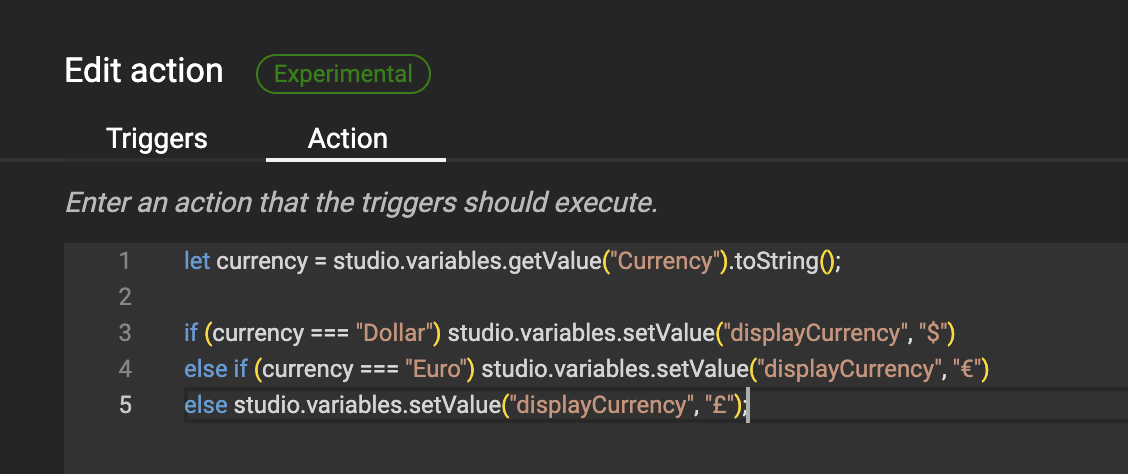 Edit action Experimental
Triggers Action
Enter an action that the triggers should execute.
1 let currency = studio.variables.getValue("Currency").toString();
2
3 if (currency === "Dollar") studio.variables.setValue("displayCurrency", "$")
4 else if (currency === "Euro") studio.variables.setValue("displayCurrency", "€")
5 else studio.variables.setValue("displayCurrency", "£");